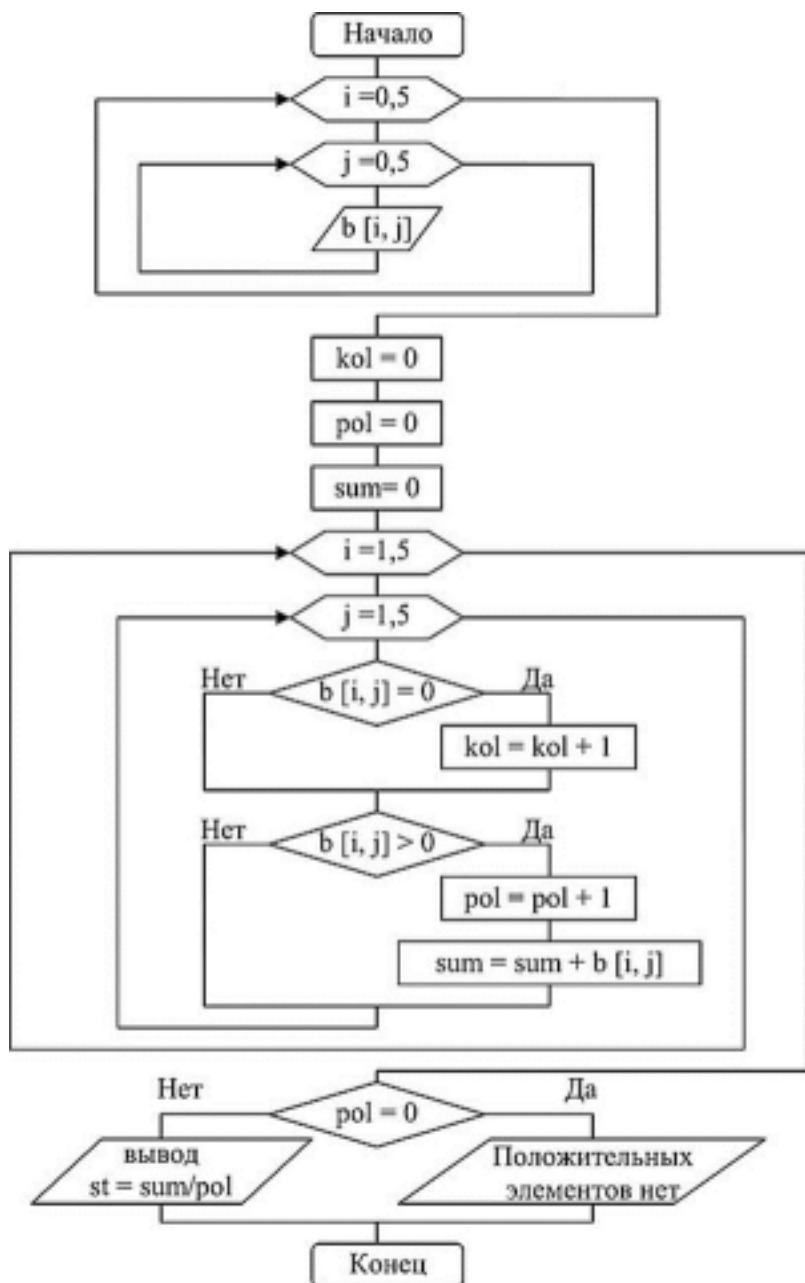 Начало
i =0,5
j =0,5
b [i, j]
kol = 0
pol = 0
sum= 0
i =1,5
j =1,5
Нет
b [i, j] = 0
Да
kol = kol + 1
Нет
b [i, j] > 0
Да
pol = pol + 1
sum = sum + b [i, j]
Нет
pol = 0
Да
вывод
st = sum/pol
Положительных
элементов нет
Конец